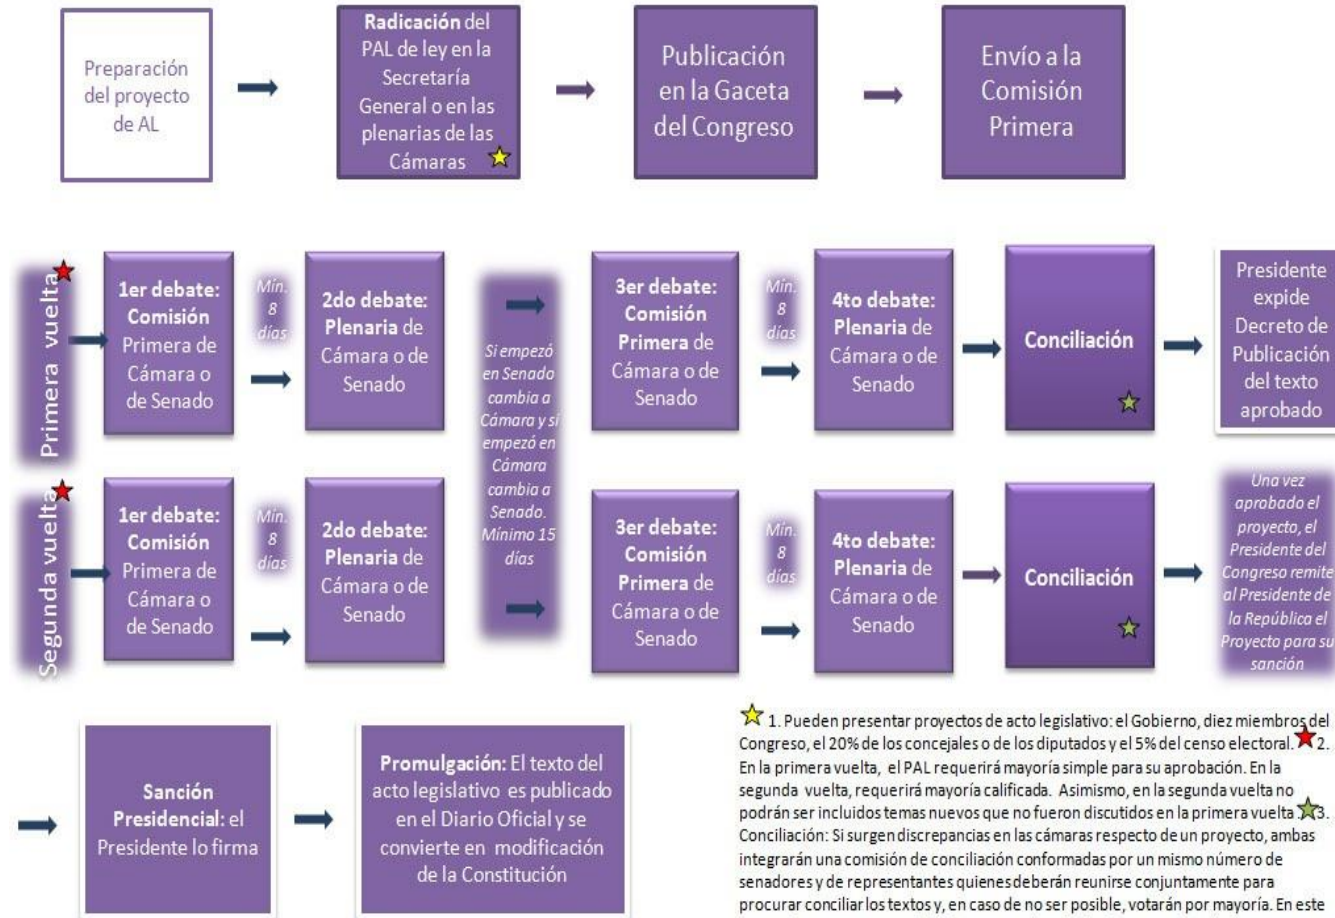 Preparación
del proyecto
de AL
Radicación del
PAL de ley en la
Secretaría
General o en las
plenarias de las
Cámaras
Publicación
en la Gaceta
del Congreso
Envío a la
Comisión
Primera
Primera vuelta
1er debate:
Comisión
Primera de
Cámara o
de Senado
Mín.
8
días
2do debate:
Plenaria de
Cámara o de
Senado
Si empezó
en Senado
cambia a
Cámara y si
empezó en
Cámara
cambia a
Senado.
Mínimo 15
días
3er debate:
Comisión
Primera de
Cámara o de
Senado
Mín.
8
días
4to debate:
Plenaria de
Cámara o de
Senado
Conciliación
Presidente
expide
Decreto de
Publicación
del texto
aprobado
Segunda vuelta
1er debate:
Comisión
Primera de
Cámara o
de Senado
Mín.
8
días
2do debate:
Plenaria de
Cámara o de
Senado
3er debate:
Comisión
Primera de
Cámara o de
Senado
Mín.
8
días
4to debate:
Plenaria de
Cámara o de
Senado
Conciliación
Una vez
aprobado el
proyecto, el
Presidente del
Congreso remite
al Presidente de
la República el
Proyecto para su
sanción
Sanción
Presidencial: el
Presidente lo firma
Promulgación: El texto del
acto legislativo es publicado
en el Diario Oficial y se
convierte en modificación
de la Constitución
1. Pueden presentar proyectos de acto legislativo: el Gobierno, diez miembros del
Congreso, el 20% de los concejales o de los diputados y el 5% del censo electoral. 2.
En la primera vuelta, el PAL requerirá mayoría simple para su aprobación. En la
segunda vuelta, requerirá mayoría calificada. Asimismo, en la segunda vuelta no
podrán ser incluidos temas nuevos que no fueron discutidos en la primera vuelta. 3.
Conciliación: Si surgen discrepancias en las cámaras respecto de un proyecto, ambas
integrarán una comisión de conciliación conformadas por un mismo número de
senadores y de representantes quienes deberán reunirse conjuntamente para
procurar conciliar los textos y, en caso de no ser posible, votarán por mayoría. En este